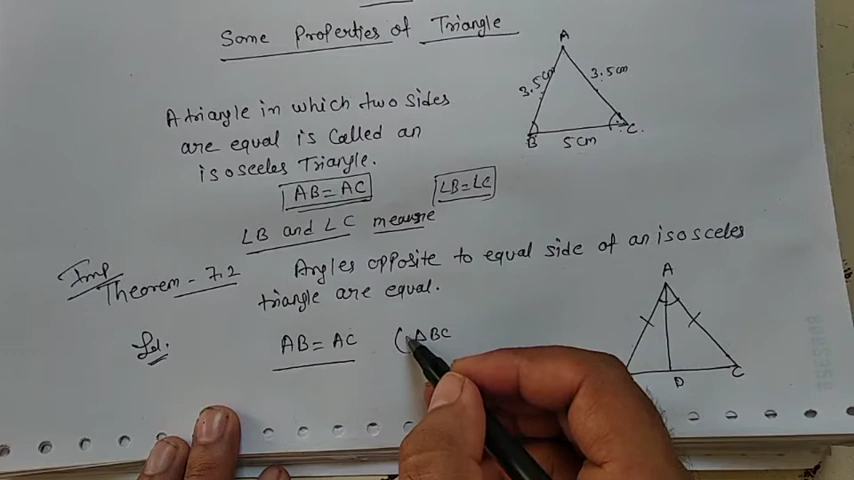 Some Properties of Triangle
A
3.5cm
3.5cm
B
5cm
C.
A triangle in which two sides
are equal is called an
isosceles Triangle.
AB = AC
∠B = ∠C
∠B and ∠C measure
Imp
Theorem - 7.2
Angles opposite to equal side of an isosceles
triangle are equal.
AB = AC
( ABC
A
D
C